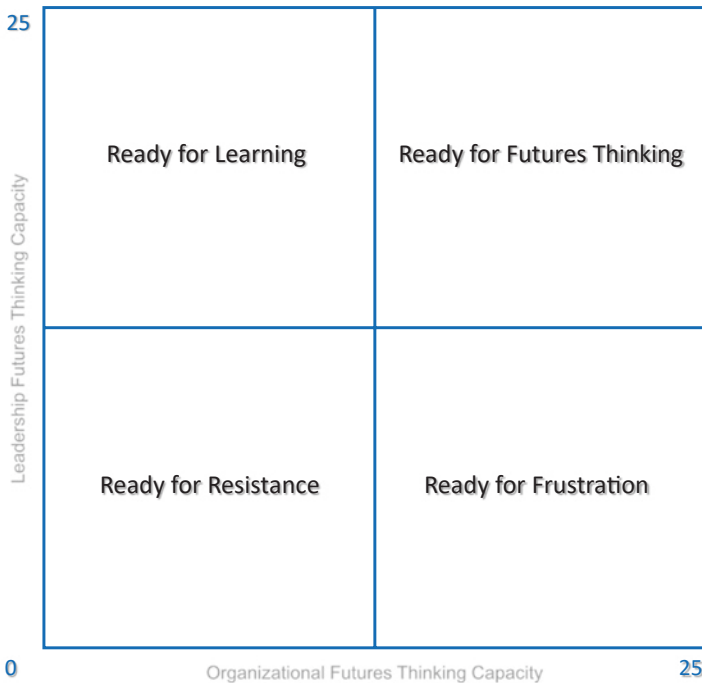 25
Ready for Learning
Ready for Futures Thinking
Leadership Futures Thinking Capacity
Ready for Resistance
Ready for Frustration
0
Organizational Futures Thinking Capacity
25